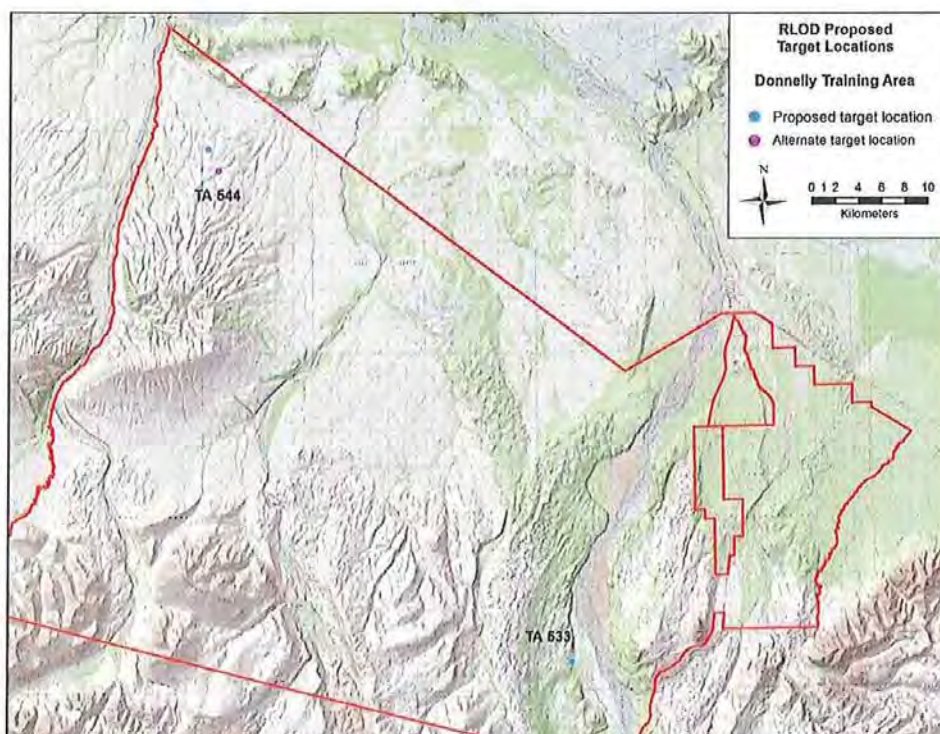 RLOD Proposed
Target Locations
Donnelly Training Area
Proposed target location
Alternate target location
N
0 1 2 4 6 8 10
Kilometers
TA 544
TA 533